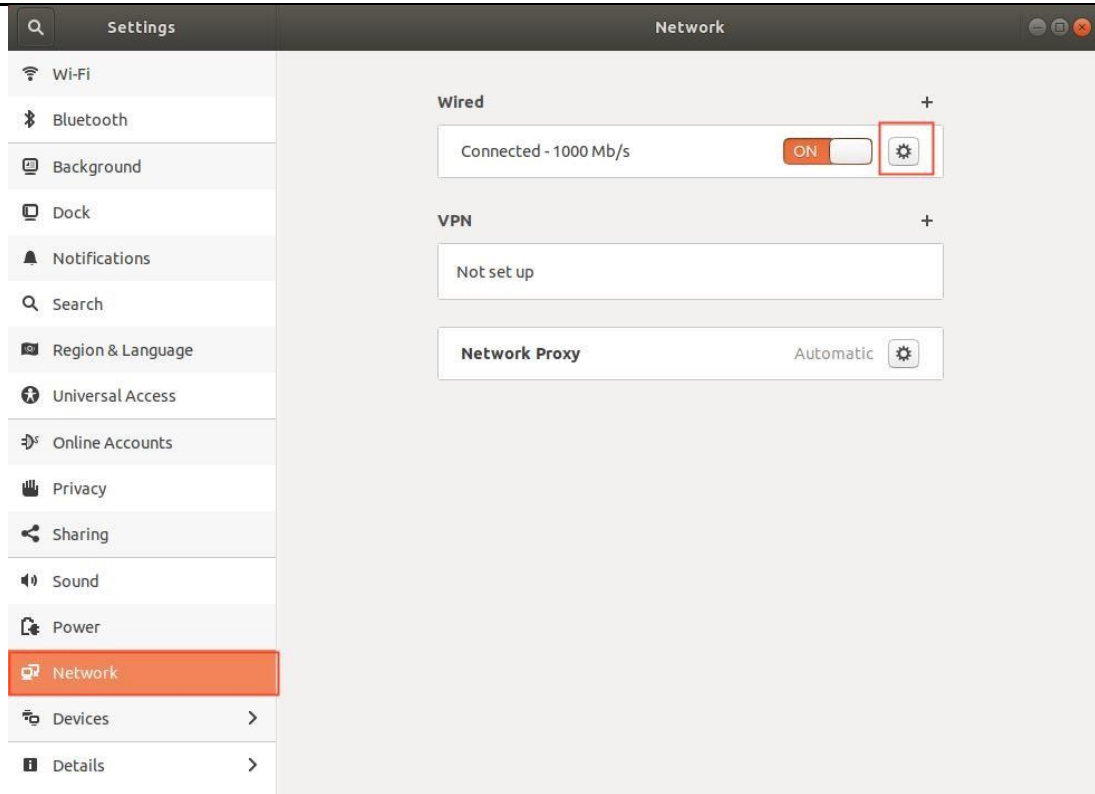 Settings
Network
Wi-Fi
Bluetooth
Background
Dock
Notifications
Search
Region & Language
Universal Access
Online Accounts
Privacy
Sharing
Sound
Power
Network
Devices
Details
Wired
Connected - 1000 Mb/s
ON
VPN
Not set up
Network Proxy
Automatic